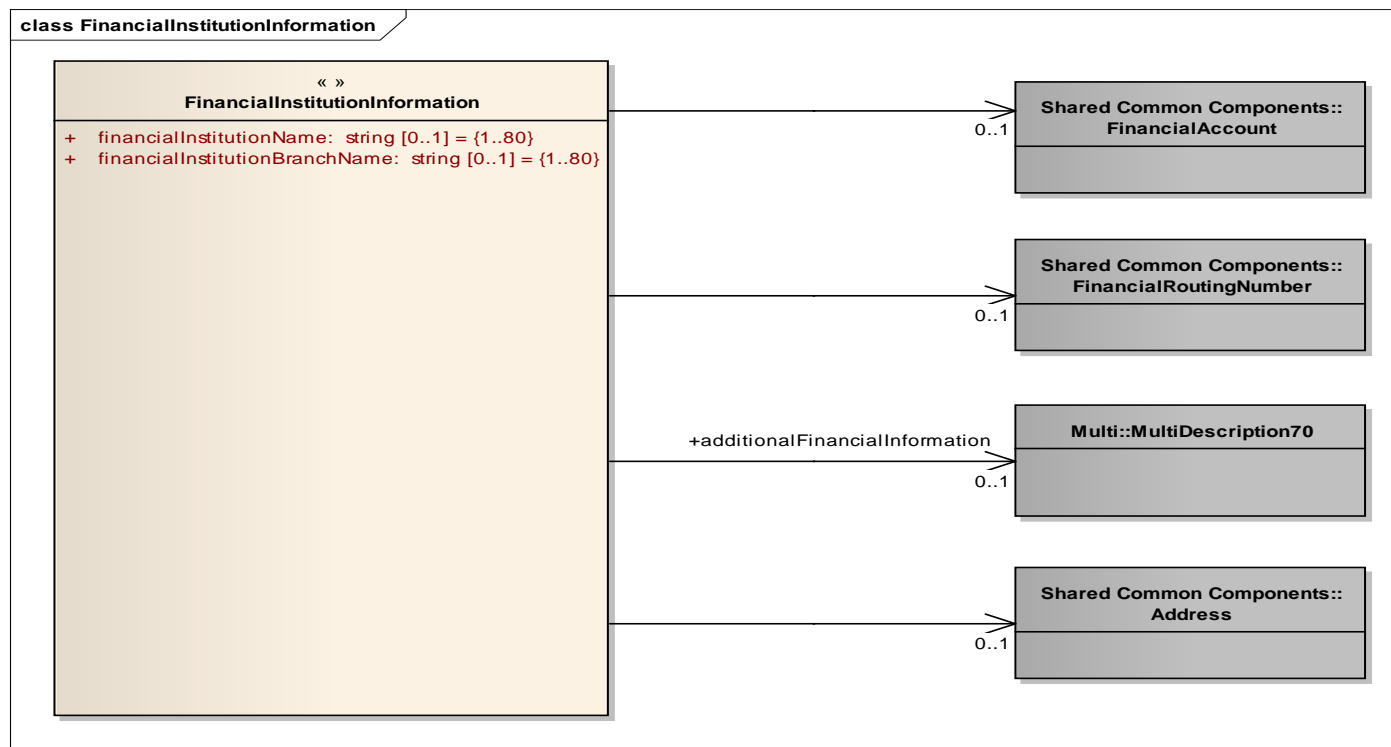 class FinancialInstitutionInformation
« »
FinancialInstitutionInformation
+ financialInstitutionName: string [0..1] = {1..80}
+ financialInstitutionBranchName: string [0..1] = {1..80}
Shared Common Components::
FinancialAccount
0..1
Shared Common Components::
FinancialRoutingNumber
0..1
+additionalFinancialInformation
Multi::MultiDescription70
0..1
Shared Common Components::
Address
0..1